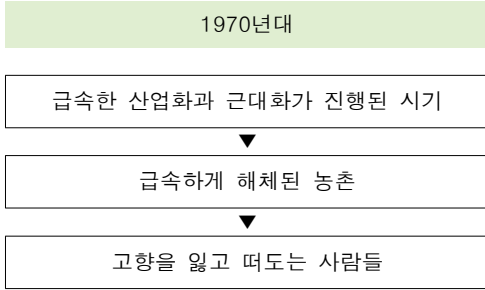 1970년대
급속한 산업화과 근대화가 진행된 시기
▼
급속하게 해체된 농촌
▼
고향을 잃고 떠도는 사람들